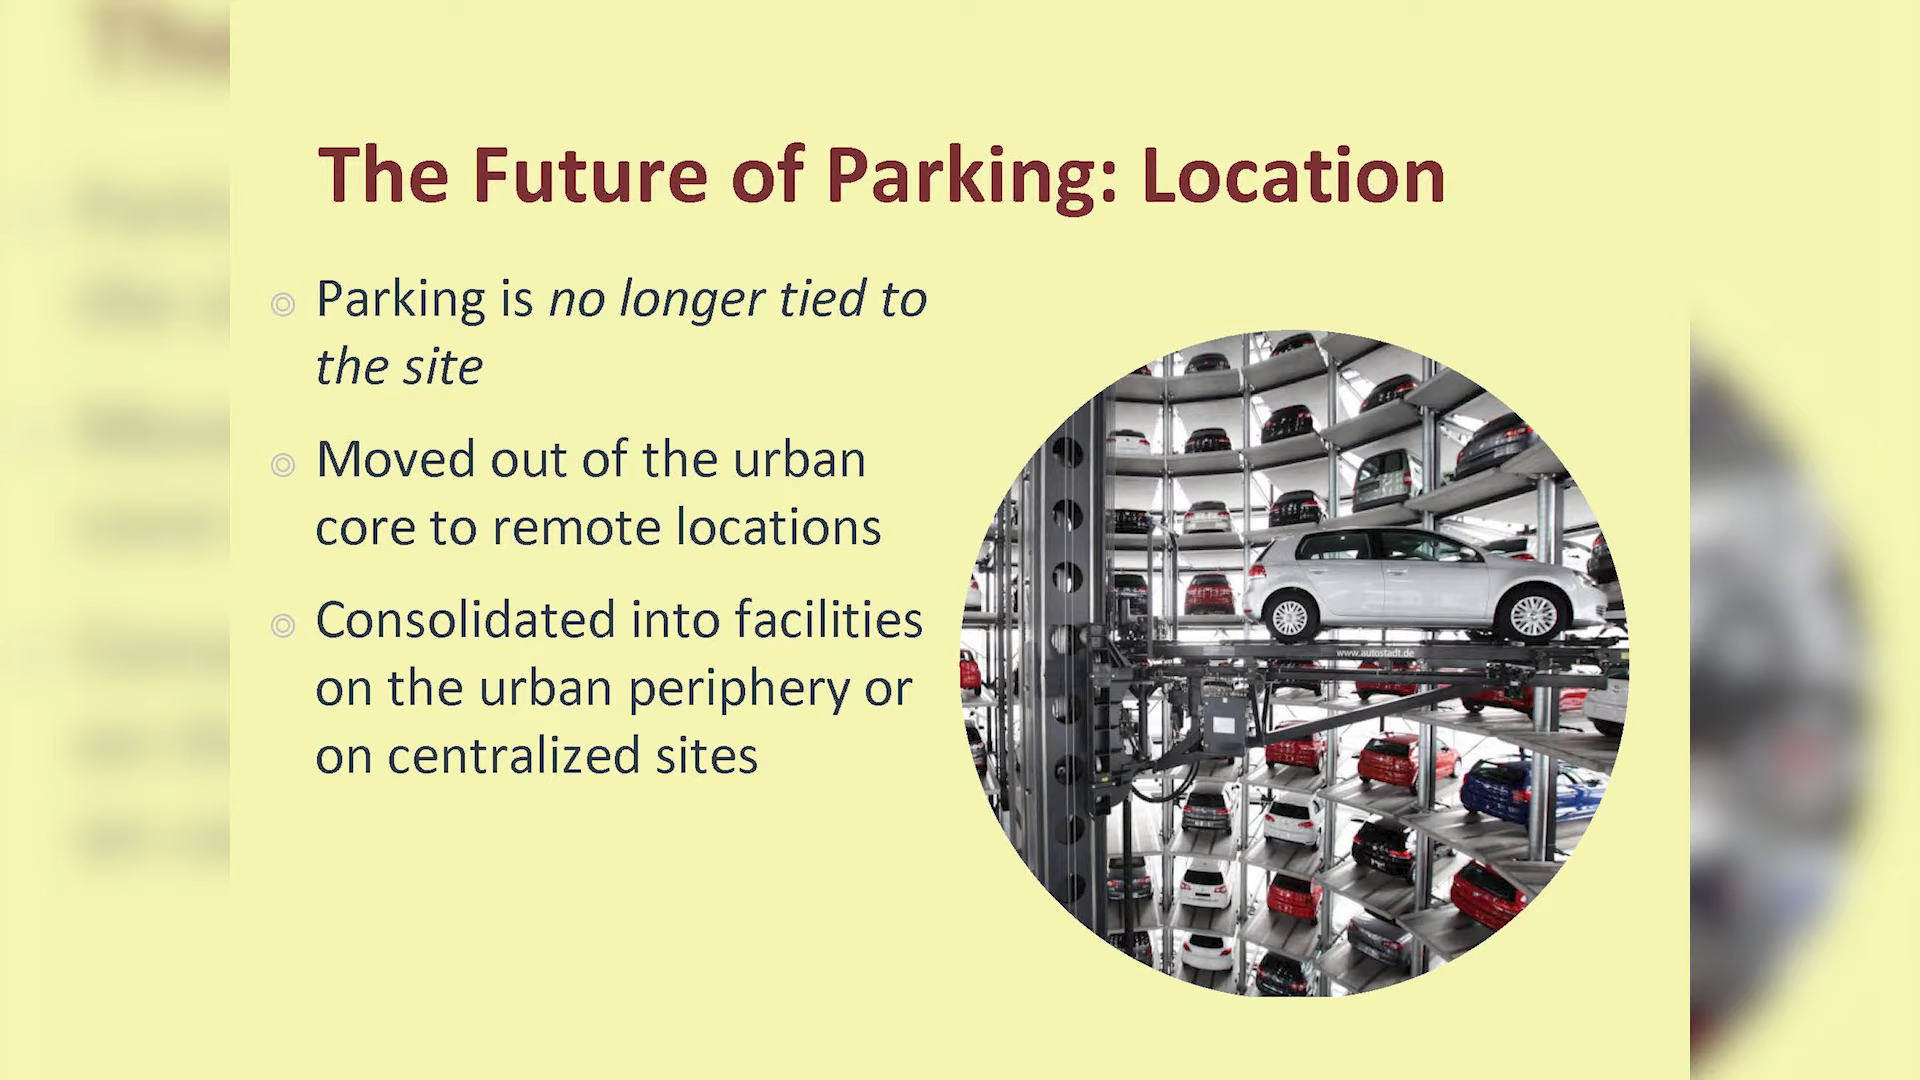 The Future of Parking: Location
Parking is no longer tied to
the site
Moved out of the urban
core to remote locations
Consolidated into facilities
on the urban periphery or
on centralized sites
www.autostadt.de